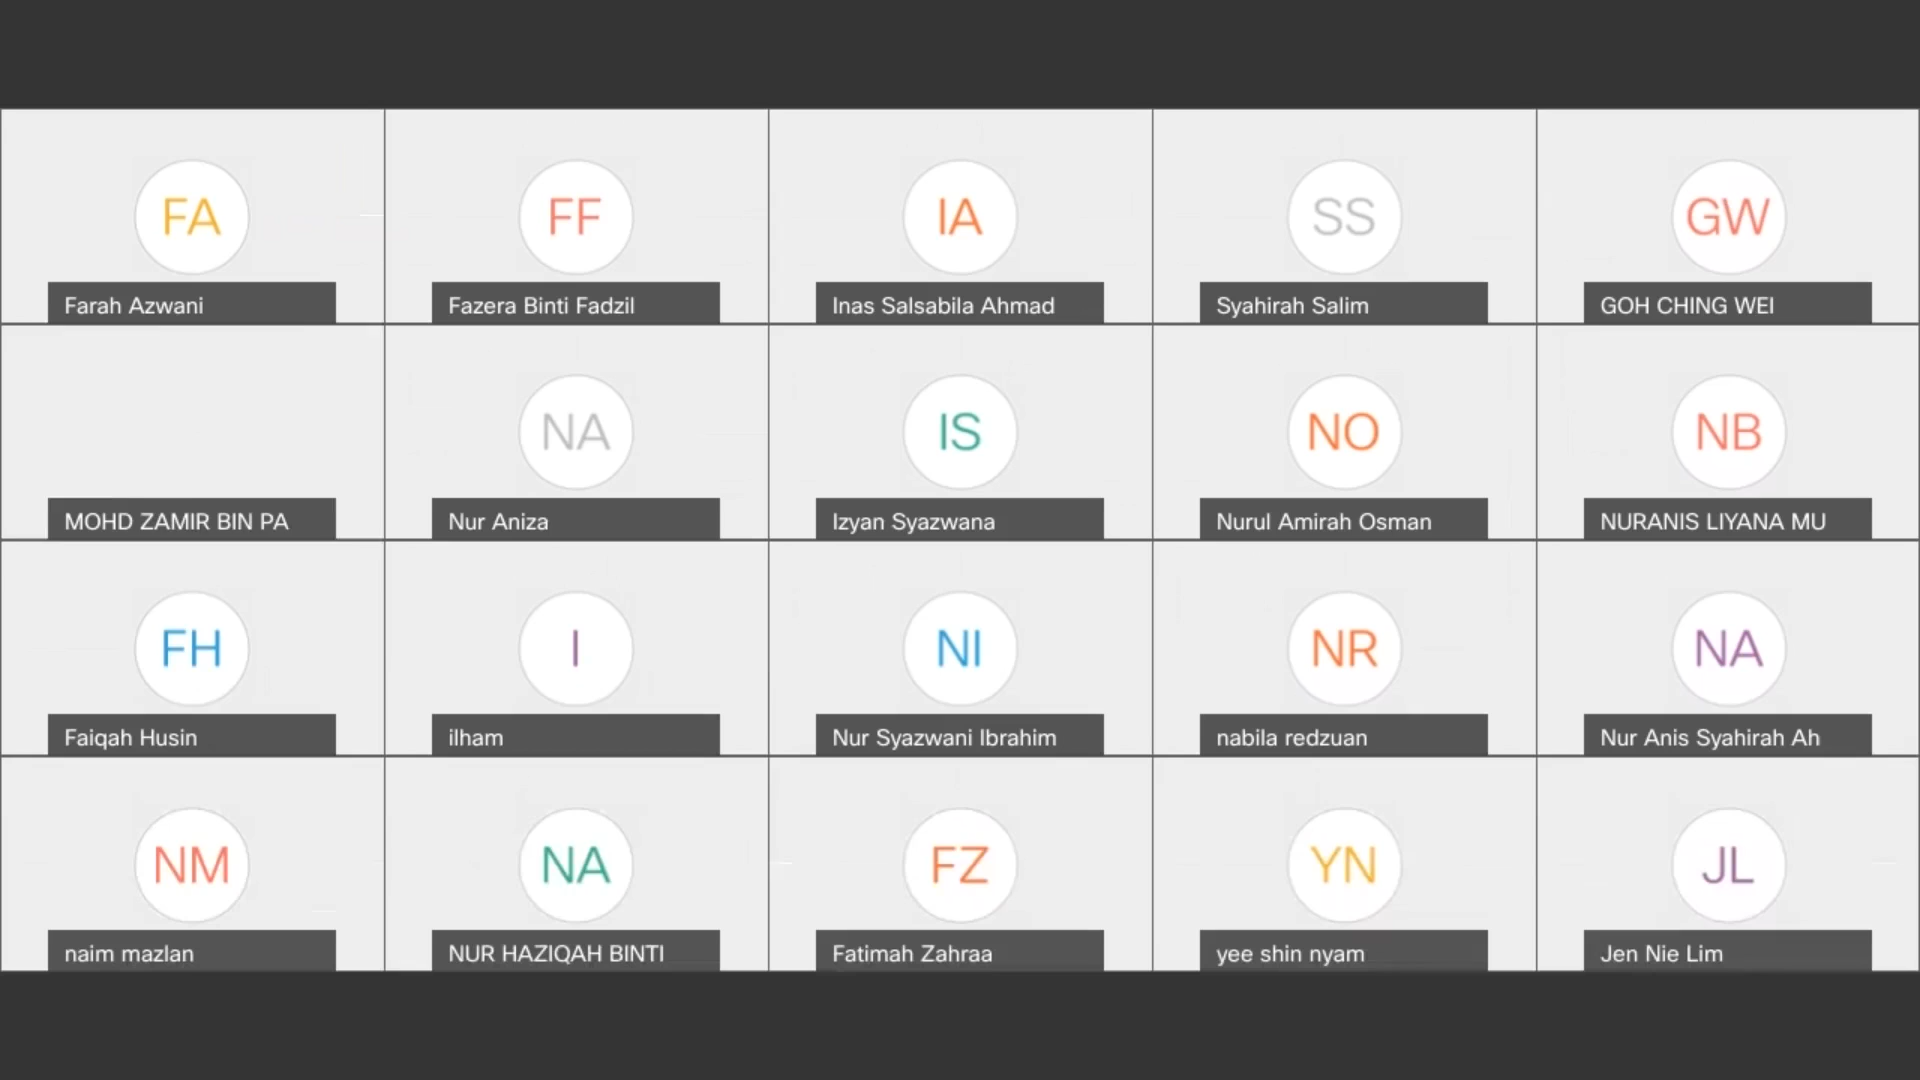 FA
FF
IA
SS
GW
Farah Azwani
Fazera Binti Fadzil
Inas Salsabila Ahmad
Syahirah Salim
GOH CHING WEI
NA
IS
NO
NB
MOHD ZAMIR BIN PA
Nur Aniza
Izyan Syazwana
Nurul Amirah Osman
NURANIS LIYANA MU
FH
I
NI
NR
NA
Faiqah Husin
ilham
Nur Syazwani Ibrahim
nabila redzuan
Nur Anis Syahirah Ah
NM
NA
FZ
YN
JL
naim mazlan
NUR HAZIQAH BINTI
Fatimah Zahraa
yee shin nyam
Jen Nie Lim